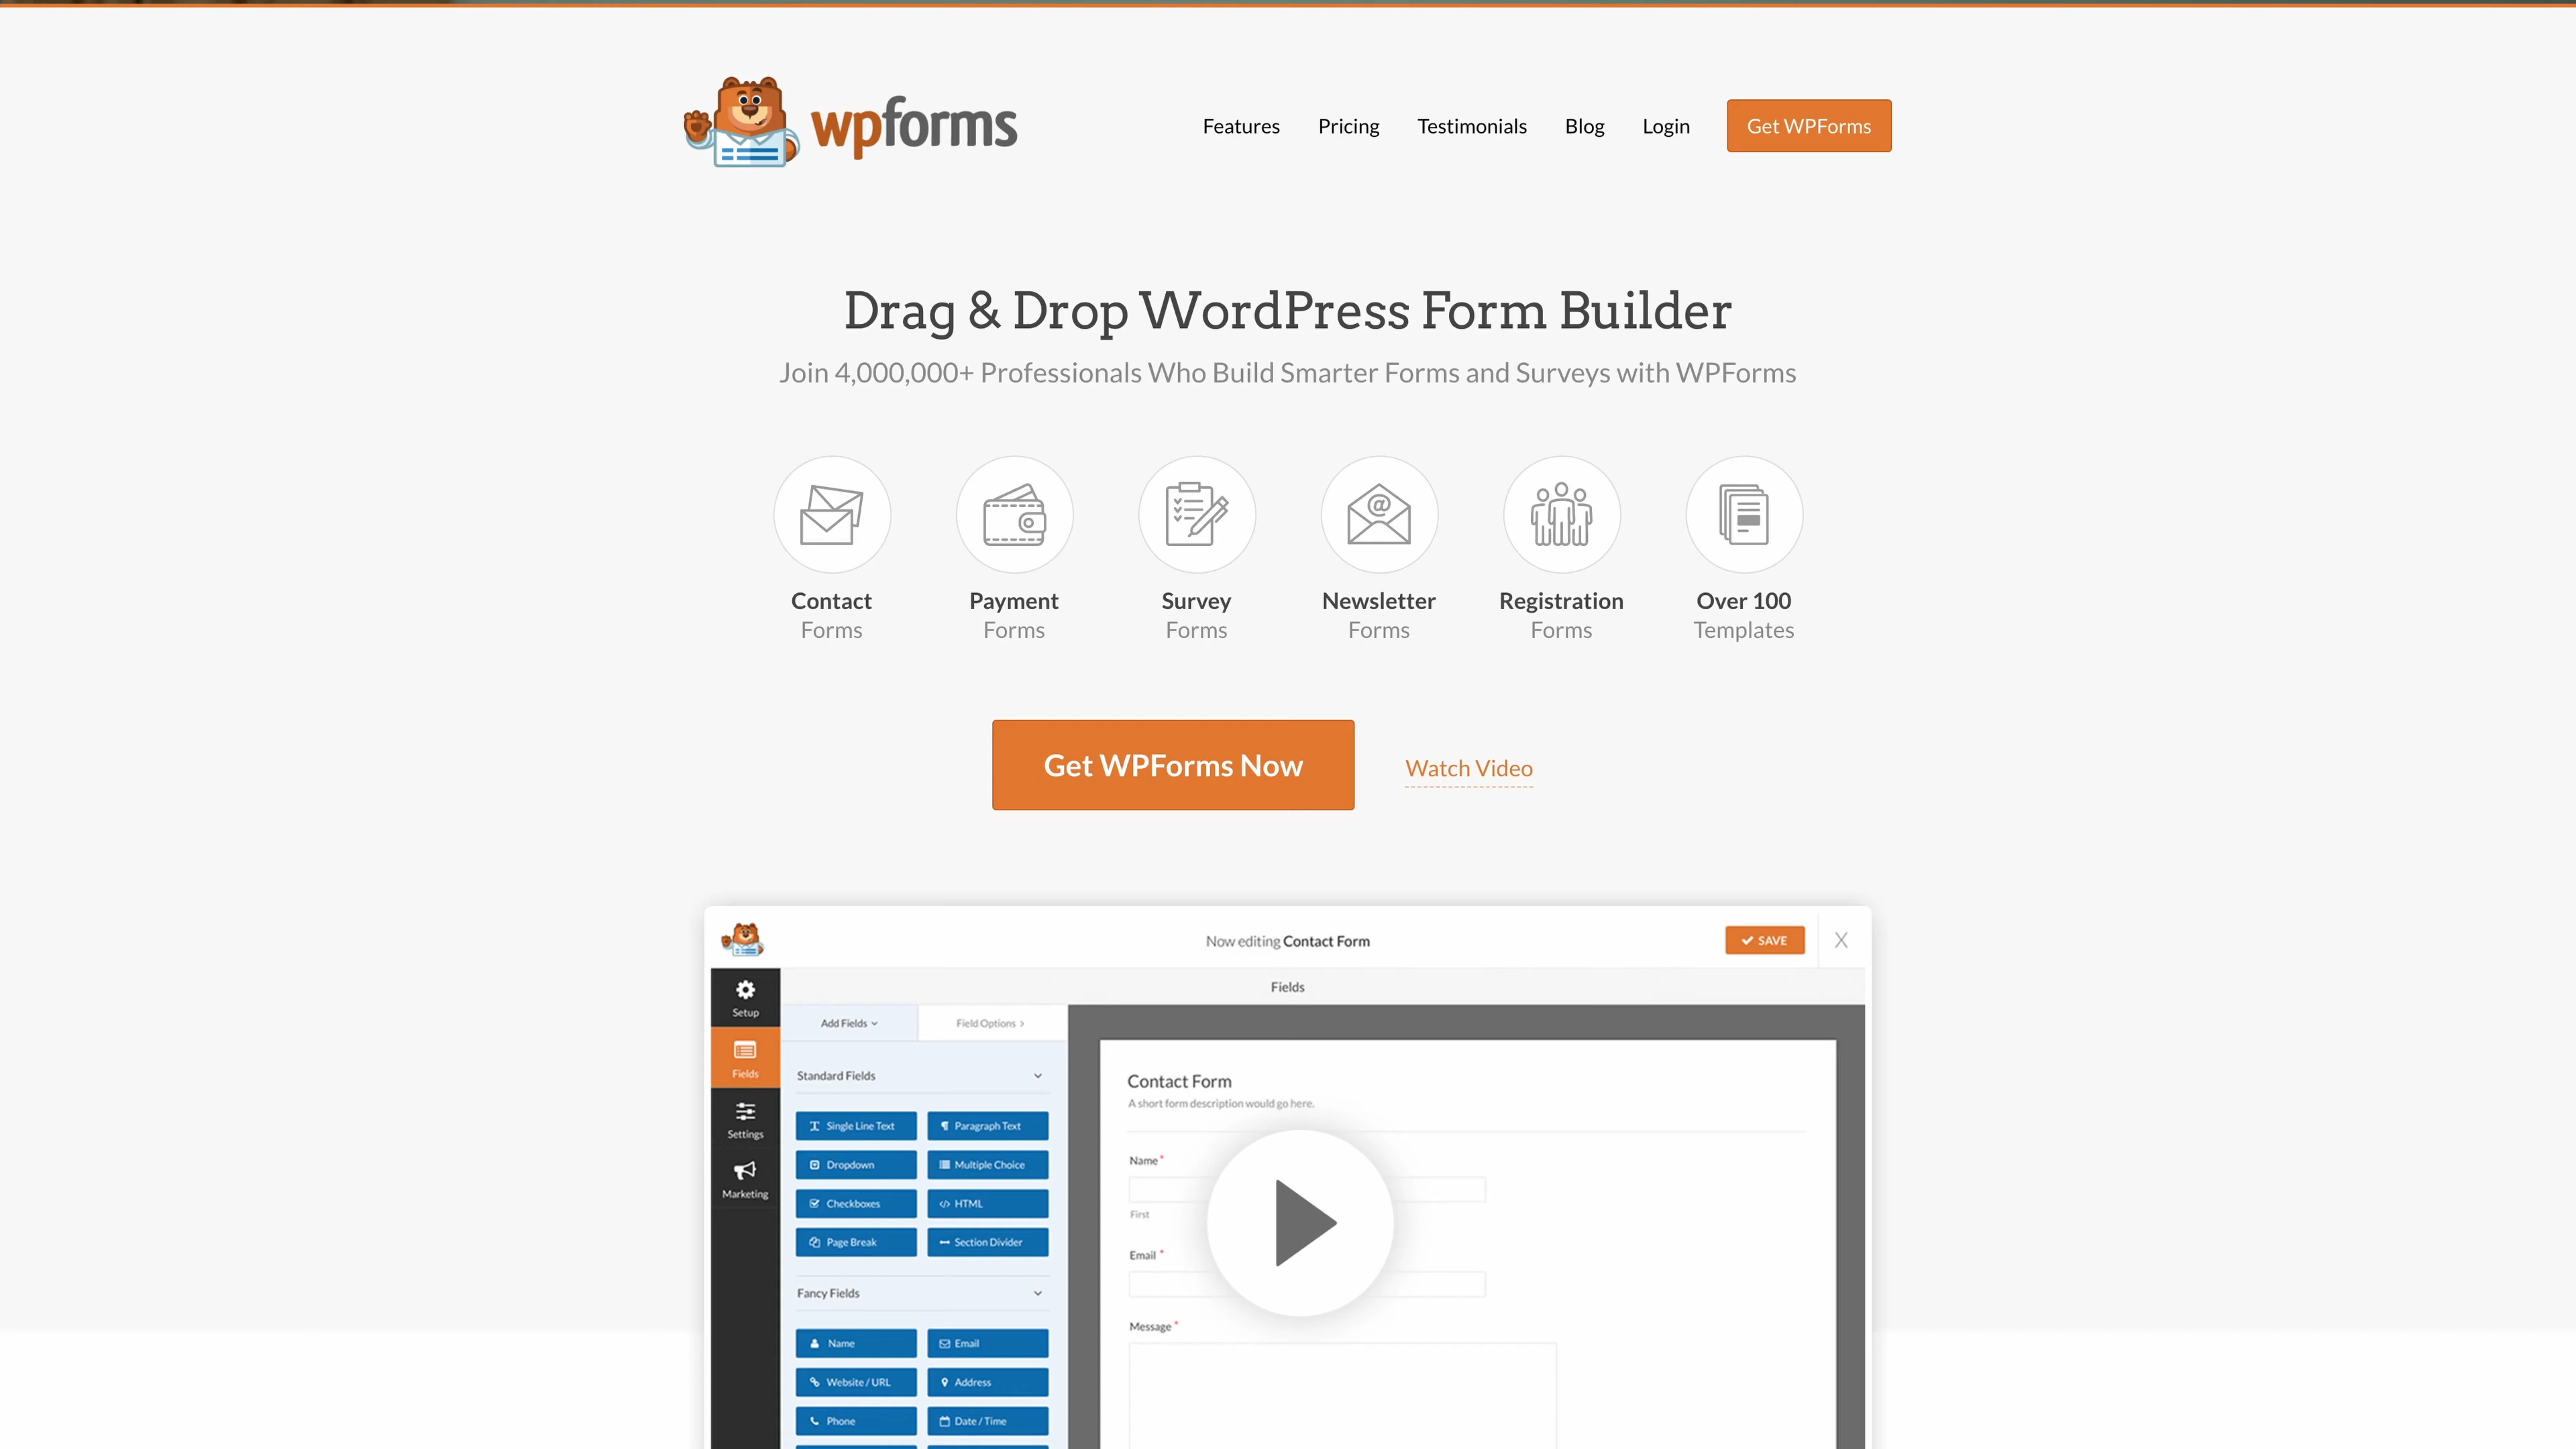 wpforms
Features Pricing Testimonials Blog Login Get WPForms
Drag & Drop WordPress Form Builder
Join 4,000,000+ Professionals Who Build Smarter Forms and Surveys with WPForms
Contact Forms
Payment Forms
Survey Forms
Newsletter Forms
Registration Forms
Over 100 Templates
Get WPForms Now
Watch Video
Now editing Contact Form
SAVE X
Fields
Setup
Fields
Settings
Marketing
Add Fields
Field Options
Standard Fields
Single Line Text
Paragraph Text
Dropdown
Multiple Choice
Checkboxes
HTML
Page Break
Section Divider
Fancy Fields
Name
Email
Website / URL
Address
Phone
Date / Time
Contact Form
A short form description would go here.
Name *
First
Email *
Message *